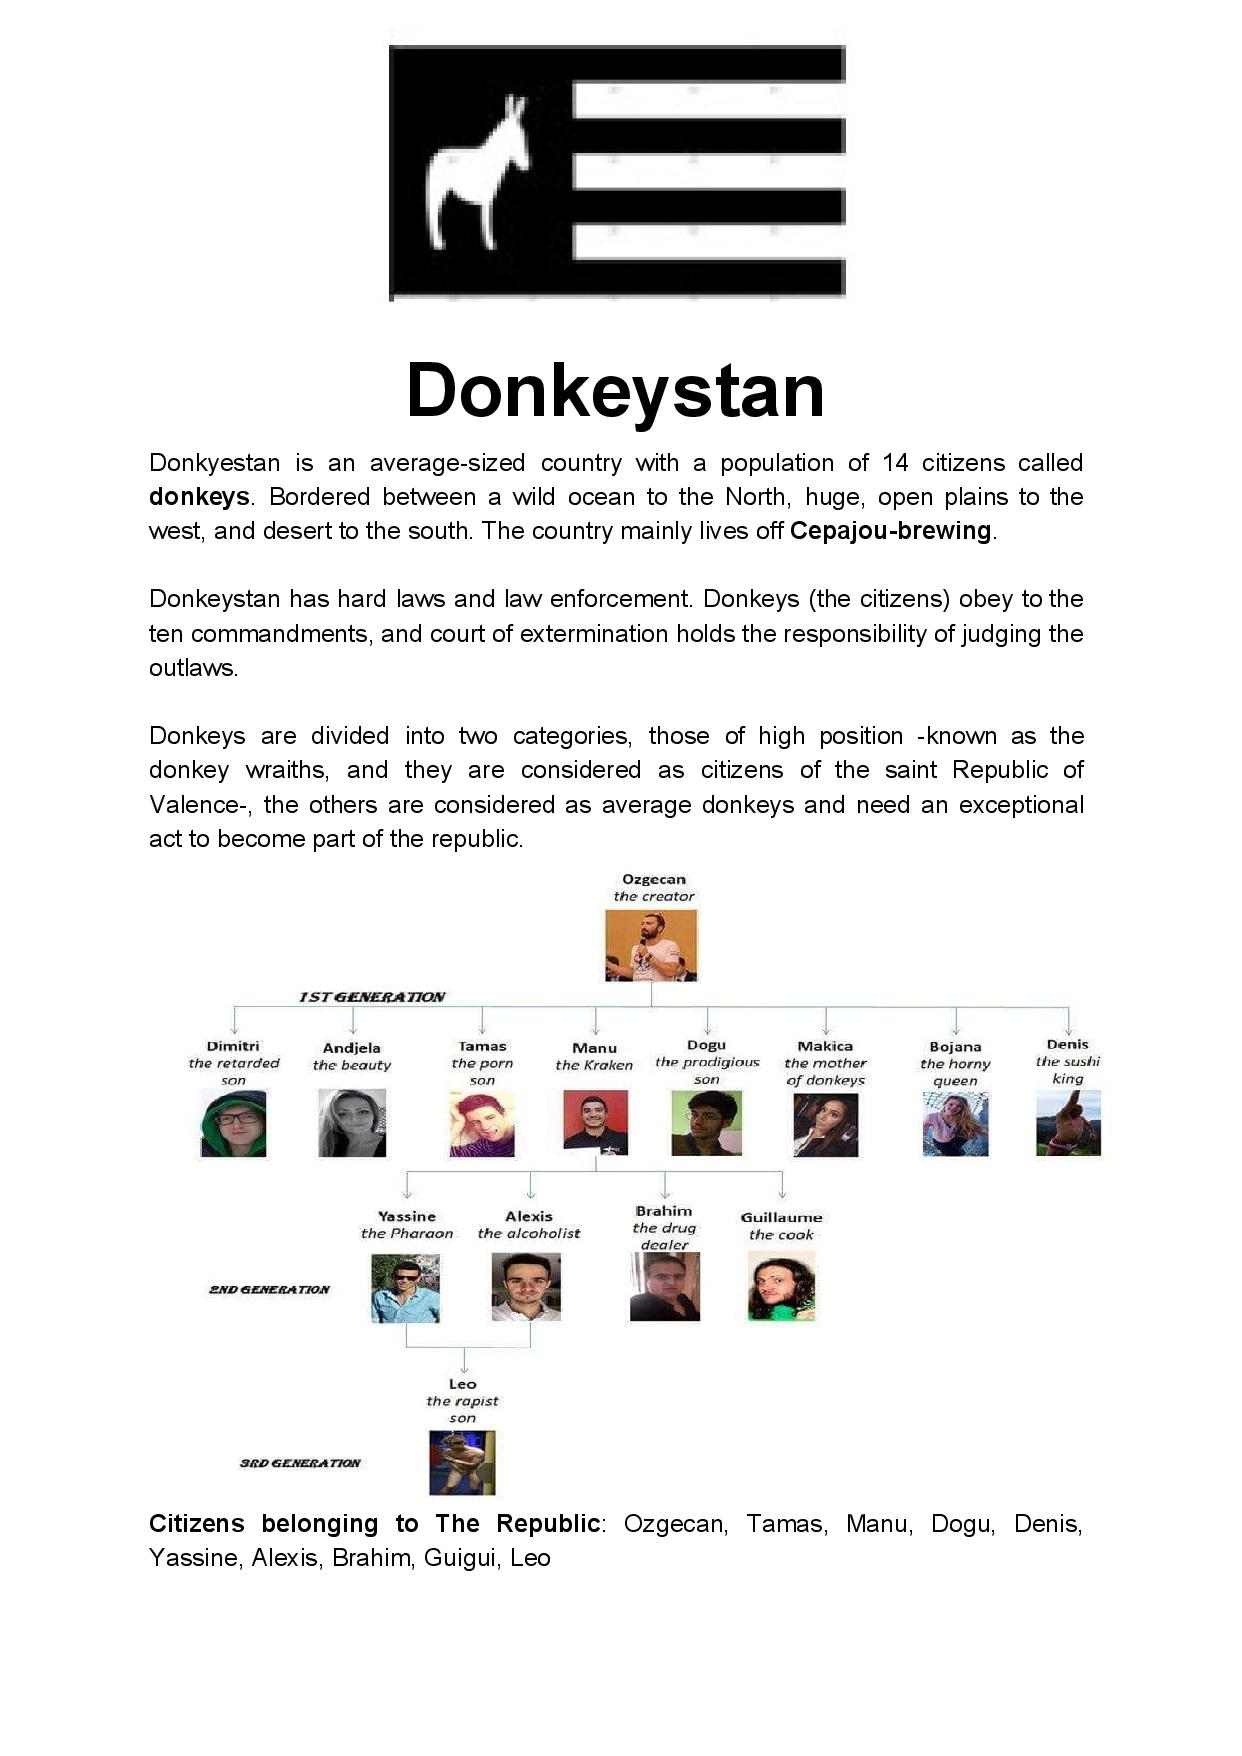 Donkeystan
Donkyestan is an average-sized country with a population of 14 citizens called
donkeys. Bordered between a wild ocean to the North, huge, open plains to the
west, and desert to the south. The country mainly lives off Cepajou-brewing.
Donkeystan has hard laws and law enforcement. Donkeys (the citizens) obey to the
ten commandments, and court of extermination holds the responsibility of judging the
outlaws.
Donkeys are divided into two categories, those of high position -known as the
donkey wraiths, and they are considered as citizens of the saint Republic of
Valence-, the others are considered as average donkeys and need an exceptional
act to become part of the republic.
Ozgecan
the creator
1ST GENERATION
Dimitri
the retarded
son
Andjela
the beauty
Tamas
the porn
son
Manu
the Kraken
Dogu
the prodigious
son
Makica
the mother
of donkeys
Bojana
the horny
queen
Denis
the sushi
king
Yassine
the Pharaon
Alexis
the alcoholist
Brahim
the drug
dealer
Guillaume
the cook
2ND GENERATION
Leo
the rapist
son
3RD GENERATION
Citizens belonging to The Republic: Ozgecan, Tamas, Manu, Dogu, Denis,
Yassine, Alexis, Brahim, Guigui, Leo